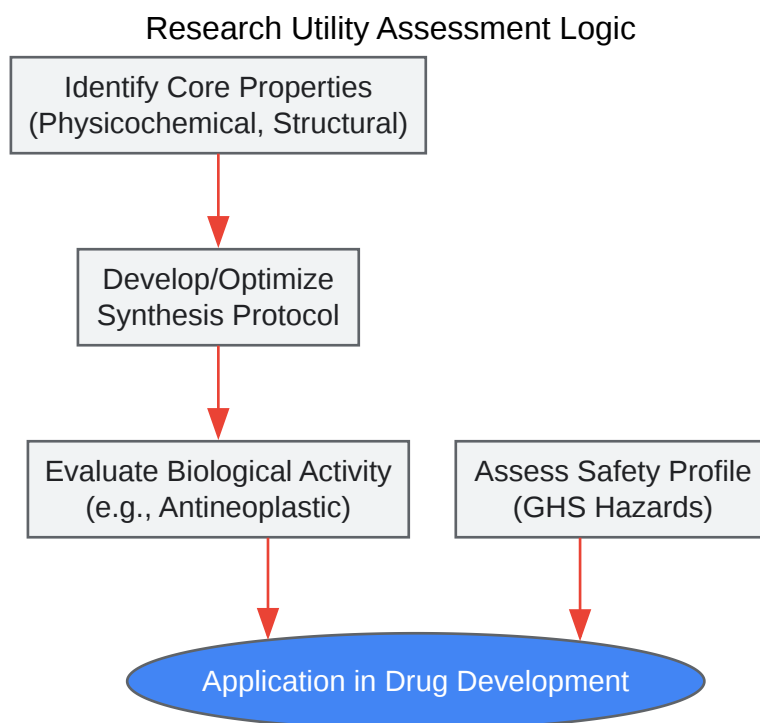 Research Utility Assessment Logic
Identify Core Properties
(Physicochemical, Structural)
Develop/Optimize
Synthesis Protocol
Evaluate Biological Activity
(e.g., Antineoplastic)
Assess Safety Profile
(GHS Hazards)
Application in Drug Development